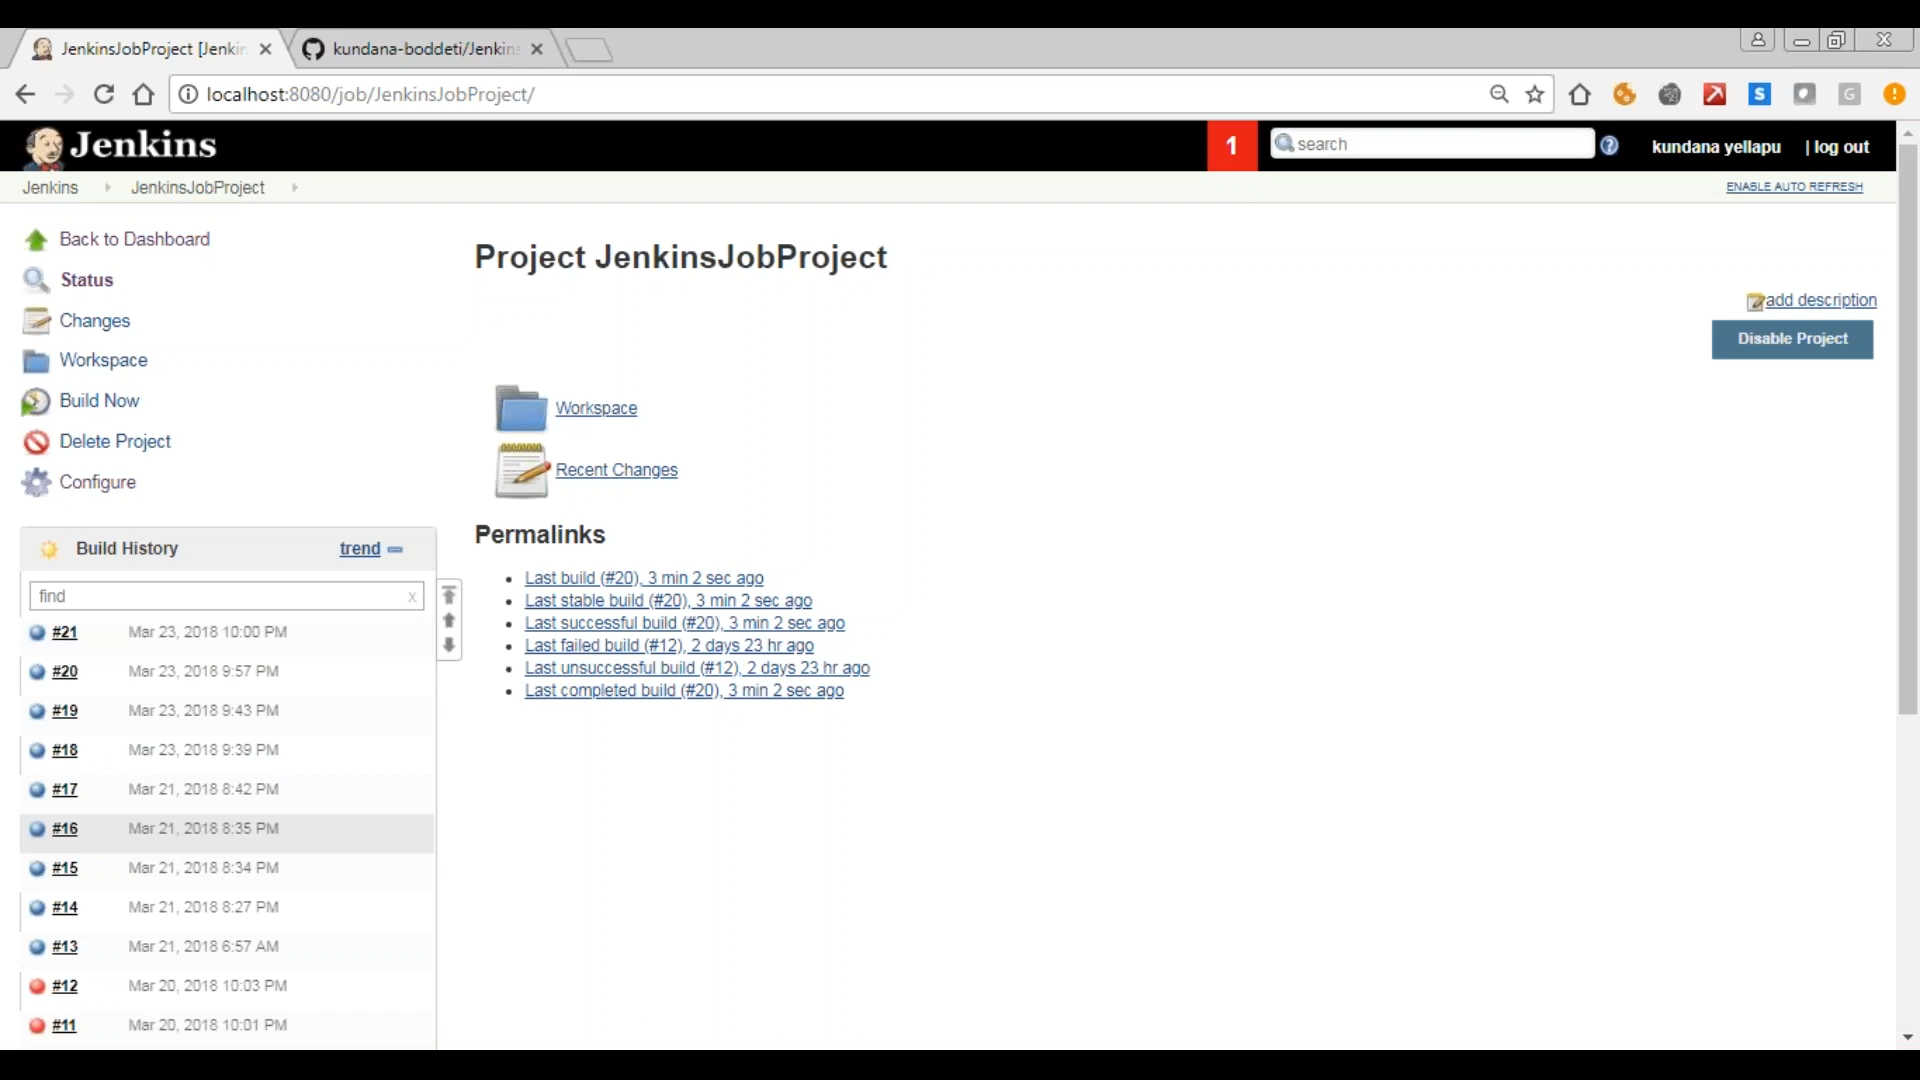 JenkinsJobProject [Jenkin
kundana-boddeti/Jenkins
localhost:8080/job/JenkinsJobProject/
Jenkins
1
search
kundana yellapu
| log out
Jenkins
JenkinsJobProject
ENABLE AUTO REFRESH
Back to Dashboard
Status
Changes
Workspace
Build Now
Delete Project
Configure
Project JenkinsJobProject
add description
Disable Project
Workspace
Recent Changes
Permalinks
Last build (#20), 3 min 2 sec ago
Last stable build (#20), 3 min 2 sec ago
Last successful build (#20), 3 min 2 sec ago
Last failed build (#12), 2 days 23 hr ago
Last unsuccessful build (#12), 2 days 23 hr ago
Last completed build (#20), 3 min 2 sec ago
Build History
trend
find
x
#21 Mar 23, 2018 10:00 PM
#20 Mar 23, 2018 9:57 PM
#19 Mar 23, 2018 9:43 PM
#18 Mar 23, 2018 9:39 PM
#17 Mar 21, 2018 8:42 PM
#16 Mar 21, 2018 8:35 PM
#15 Mar 21, 2018 8:34 PM
#14 Mar 21, 2018 8:27 PM
#13 Mar 21, 2018 6:57 AM
#12 Mar 20, 2018 10:03 PM
#11 Mar 20, 2018 10:01 PM